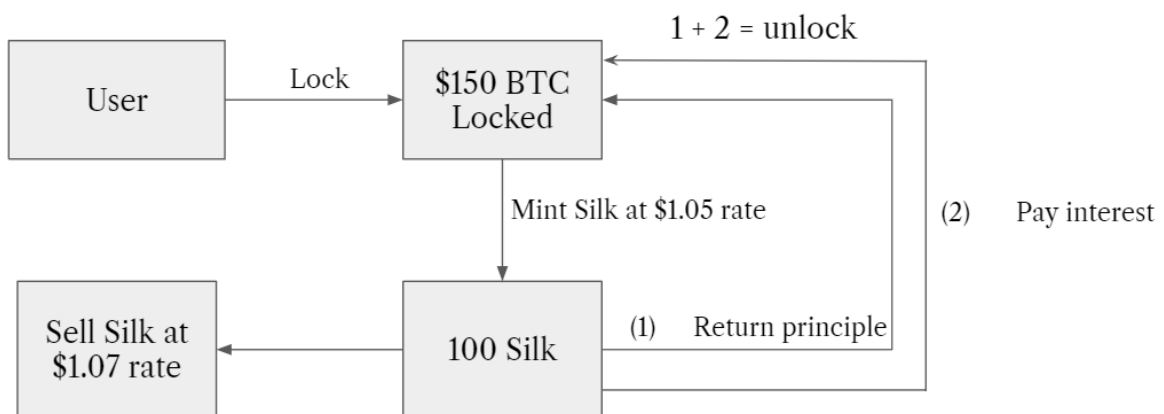 1 + 2 = unlock
User
Lock
$150 BTC
Locked
Mint Silk at $1.05 rate
(2) Pay interest
Sell Silk at
$1.07 rate
100 Silk
(1) Return principle